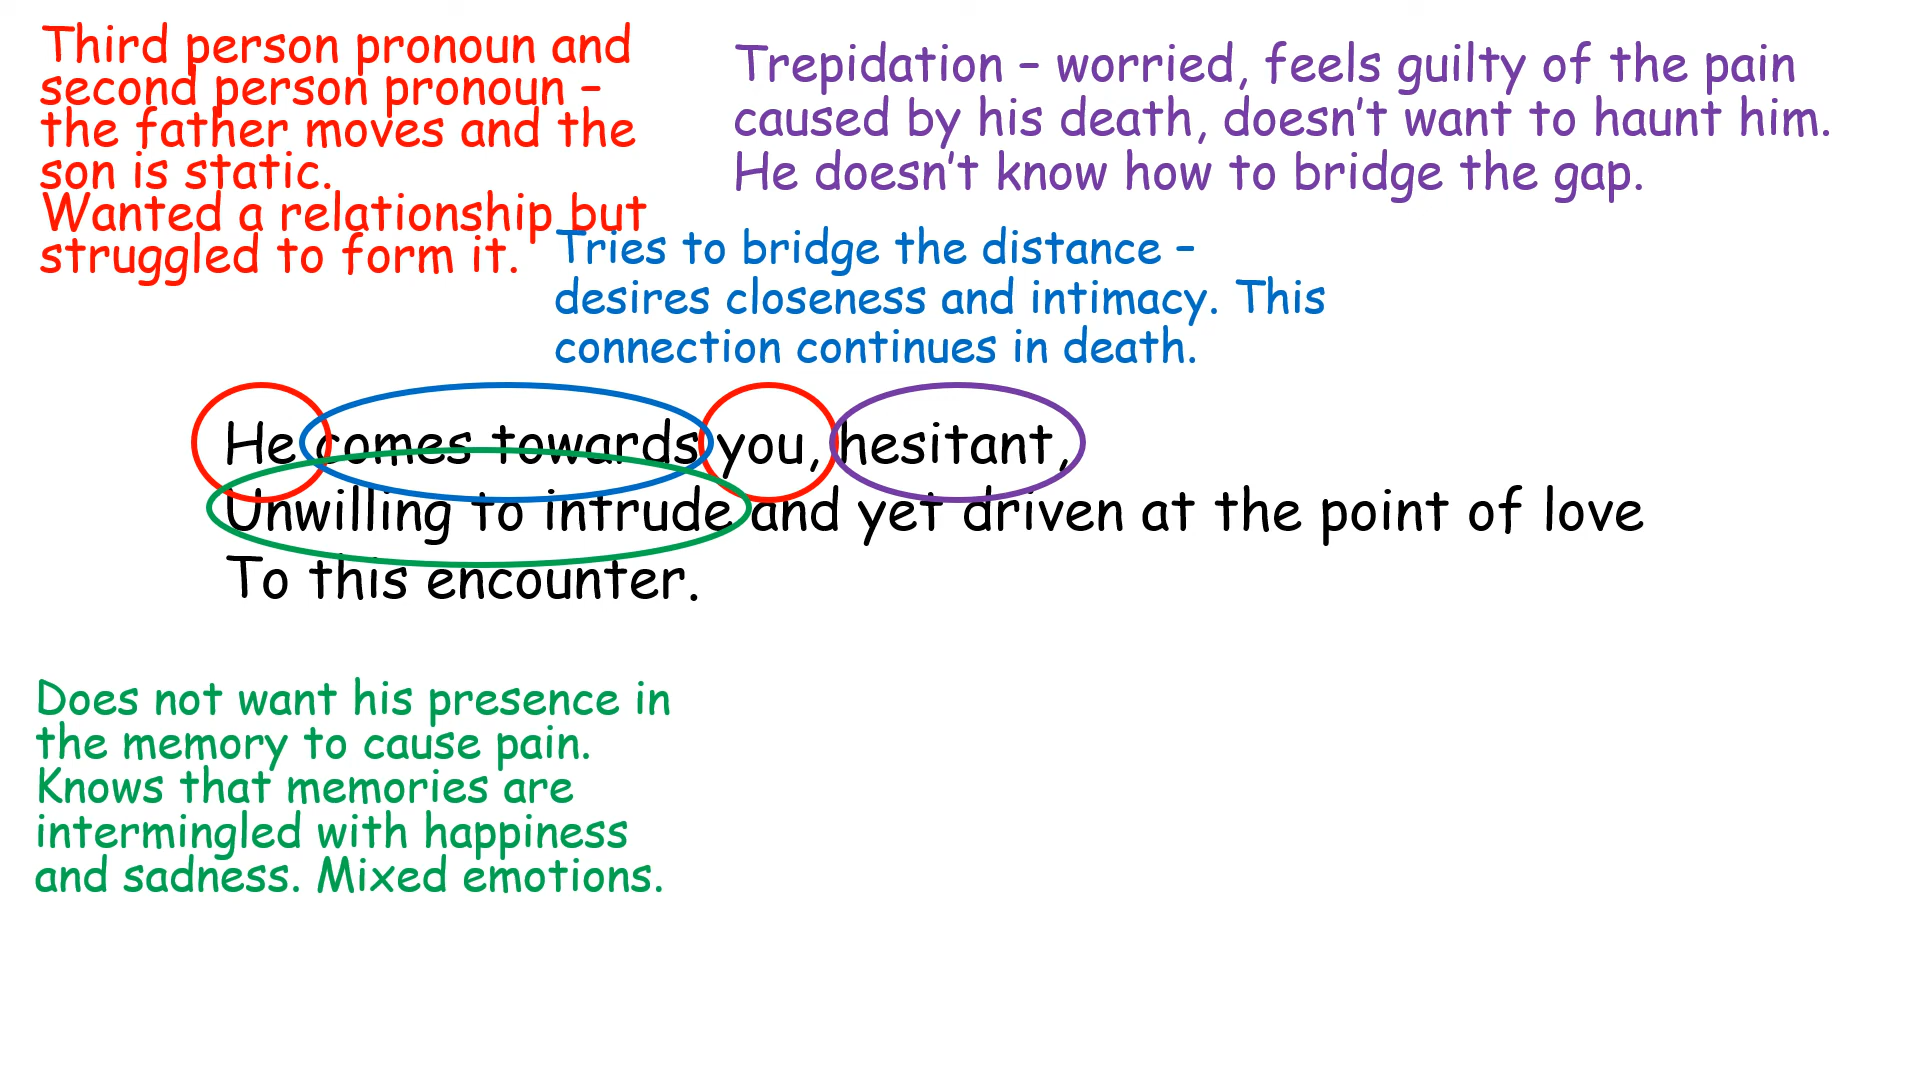 Third person pronoun and
second person pronoun –
the father moves and the
son is static.
Wanted a relationship but
struggled to form it.
Trepidation – worried, feels guilty of the pain
caused by his death, doesn’t want to haunt him.
He doesn’t know how to bridge the gap.
Tries to bridge the distance –
desires closeness and intimacy. This
connection continues in death.
He comes towards you, hesitant,
Unwilling to intrude and yet driven at the point of love
To this encounter.
Does not want his presence in
the memory to cause pain.
Knows that memories are
intermingled with happiness
and sadness. Mixed emotions.